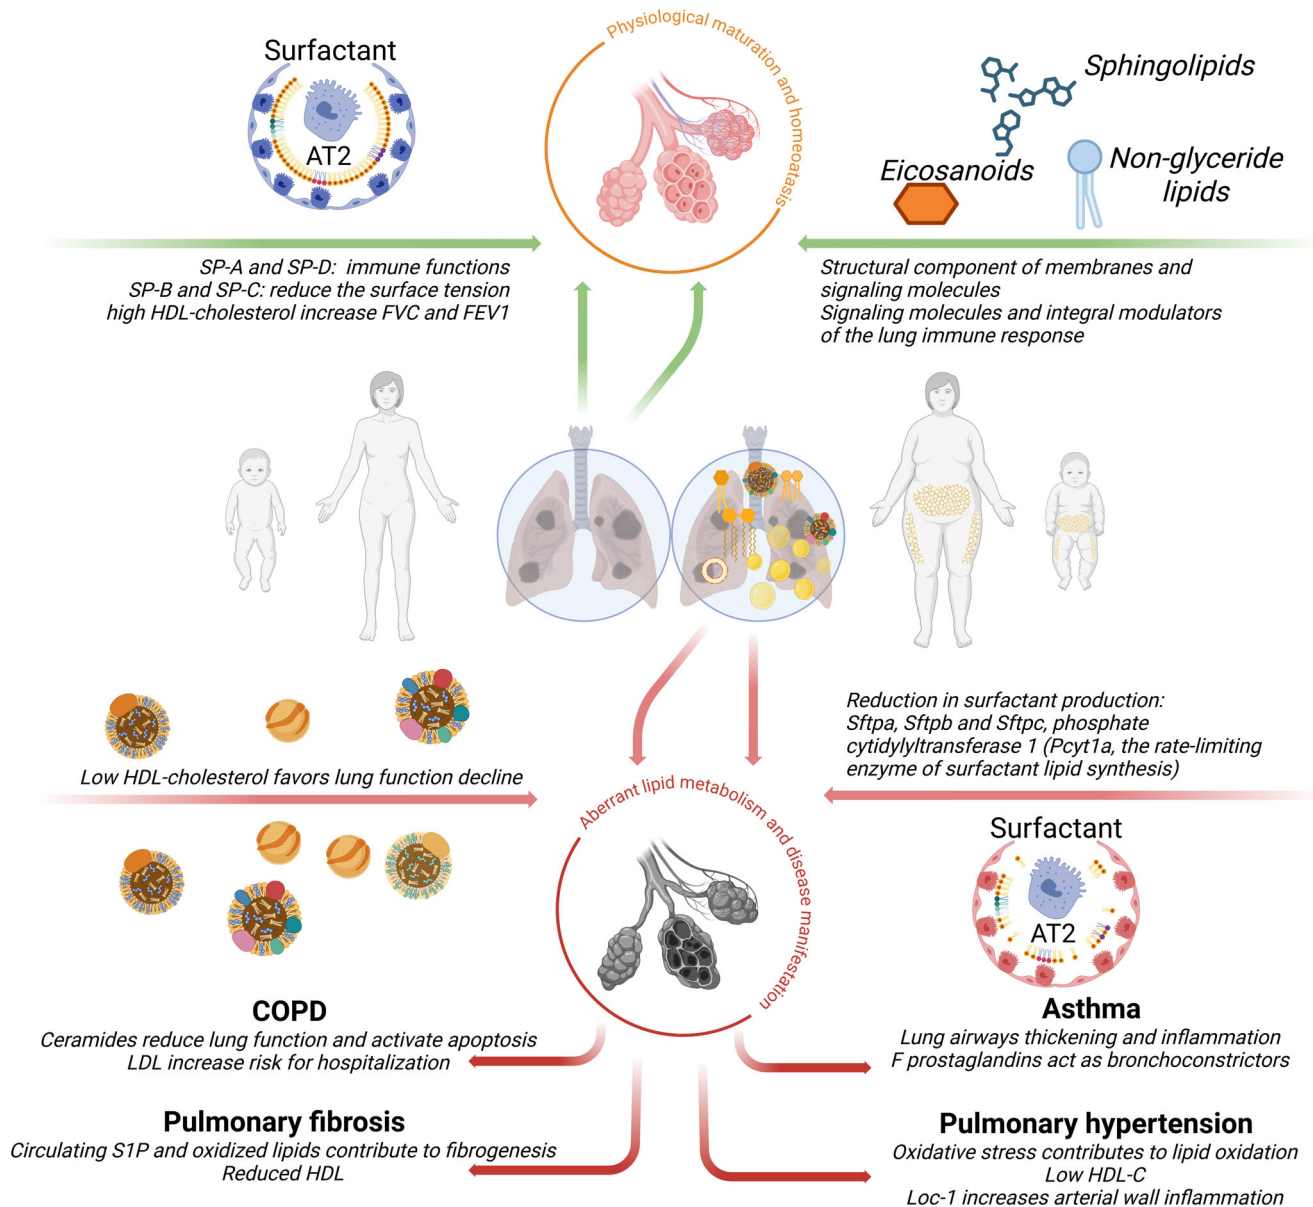 Physiological maturation and homeoatasis
Surfactant
AT2
Sphingolipids
Eicosanoids
Non-glyceride
lipids
SP-A and SP-D: immune functions
SP-B and SP-C: reduce the surface tension
high HDL-cholesterol increase FVC and FEV1
Structural component of membranes and
signaling molecules
Signaling molecules and integral modulators
of the lung immune response
Low HDL-cholesterol favors lung function decline
Reduction in surfactant production:
Sftpa, Sftpb and Sftpc, phosphate
cytidylyltransferase 1 (Pcyt1a, the rate-limiting
enzyme of surfactant lipid synthesis)
Aberrant lipid metabolism and disease manifestation
Surfactant
AT2
COPD
Ceramides reduce lung function and activate apoptosis
LDL increase risk for hospitalization
Asthma
Lung airways thickening and inflammation
F prostaglandins act as bronchoconstrictors
Pulmonary fibrosis
Circulating S1P and oxidized lipids contribute to fibrogenesis
Reduced HDL
Pulmonary hypertension
Oxidative stress contributes to lipid oxidation
Low HDL-C
Loc-1 increases arterial wall inflammation